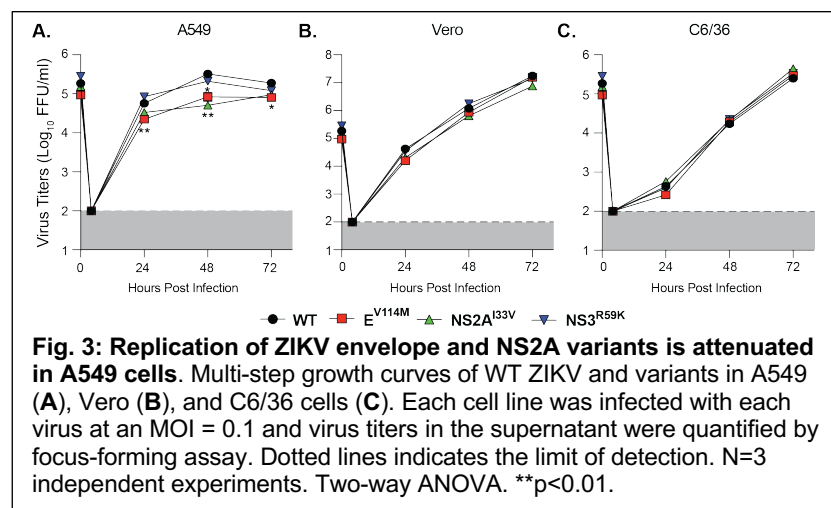 A. A549
B. Vero
C. C6/36
Virus Titers (Log10 FFU/ml)
6
5
4
3
2
1
**
*
**
*
0 24 48 72
Hours Post Infection
8
7
6
5
4
3
2
1
0 24 48 72
Hours Post Infection
6
5
4
3
2
1
0 24 48 72
Hours Post Infection
WT E^V114M NS2A^I33V NS3^R59K
Fig. 3: Replication of ZIKV envelope and NS2A variants is attenuated
in A549 cells. Multi-step growth curves of WT ZIKV and variants in A549
(A), Vero (B), and C6/36 cells (C). Each cell line was infected with each
virus at an MOI = 0.1 and virus titers in the supernatant were quantified by
focus-forming assay. Dotted lines indicates the limit of detection. N=3
independent experiments. Two-way ANOVA. **p<0.01.